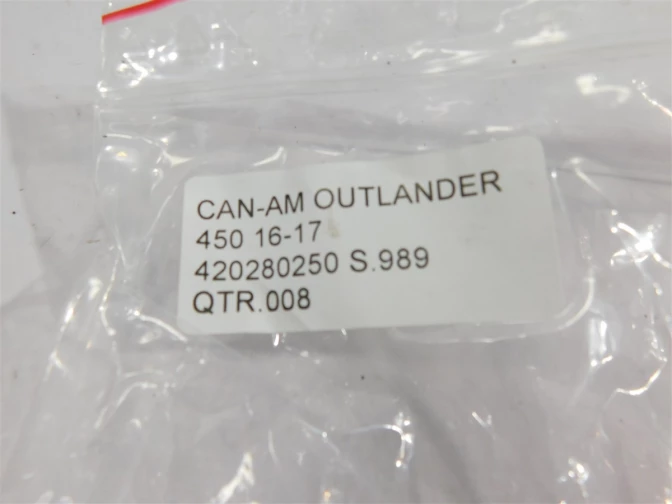 CAN-AM OUTLANDER
450 16-17
420280250 S.989
QTR.008